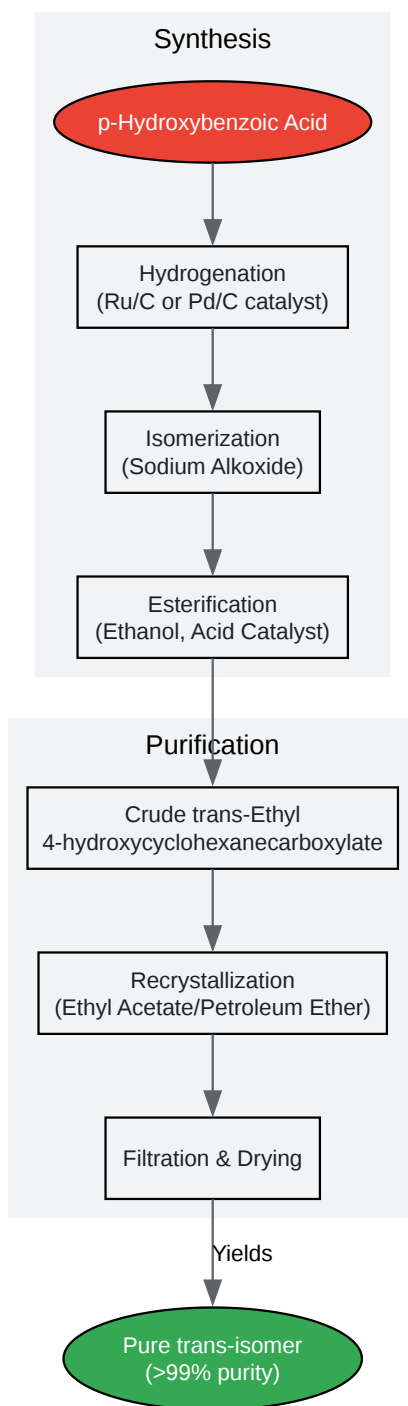 Synthesis
p-Hydroxybenzoic Acid
Hydrogenation
(Ru/C or Pd/C catalyst)
Isomerization
(Sodium Alkoxide)
Esterification
(Ethanol, Acid Catalyst)
Purification
Crude trans-Ethyl
4-hydroxycyclohexanecarboxylate
Recrystallization
(Ethyl Acetate/Petroleum Ether)
Filtration & Drying
Yields
Pure trans-isomer
(>99% purity)